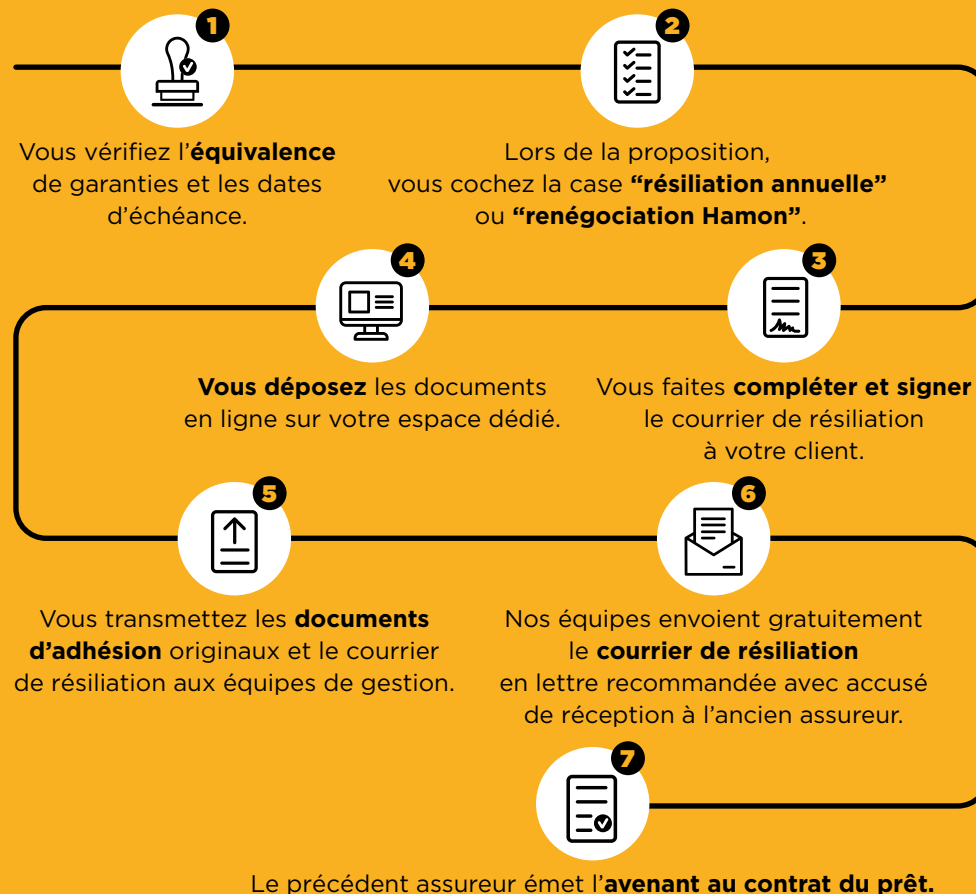 1
Vous vérifiez l’équivalence
de garanties et les dates
d’échéance.
2
Lors de la proposition,
vous cochez la case “résiliation annuelle”
ou “renégociation Hamon”.
3
Vous faites compléter et signer
le courrier de résiliation
à votre client.
4
Vous déposez les documents
en ligne sur votre espace dédié.
5
Vous transmettez les documents
d’adhésion originaux et le courrier
de résiliation aux équipes de gestion.
6
Nos équipes envoient gratuitement
le courrier de résiliation
en lettre recommandée avec accusé
de réception à l’ancien assureur.
7
Le précédent assureur émet l’avenant au contrat du prêt.